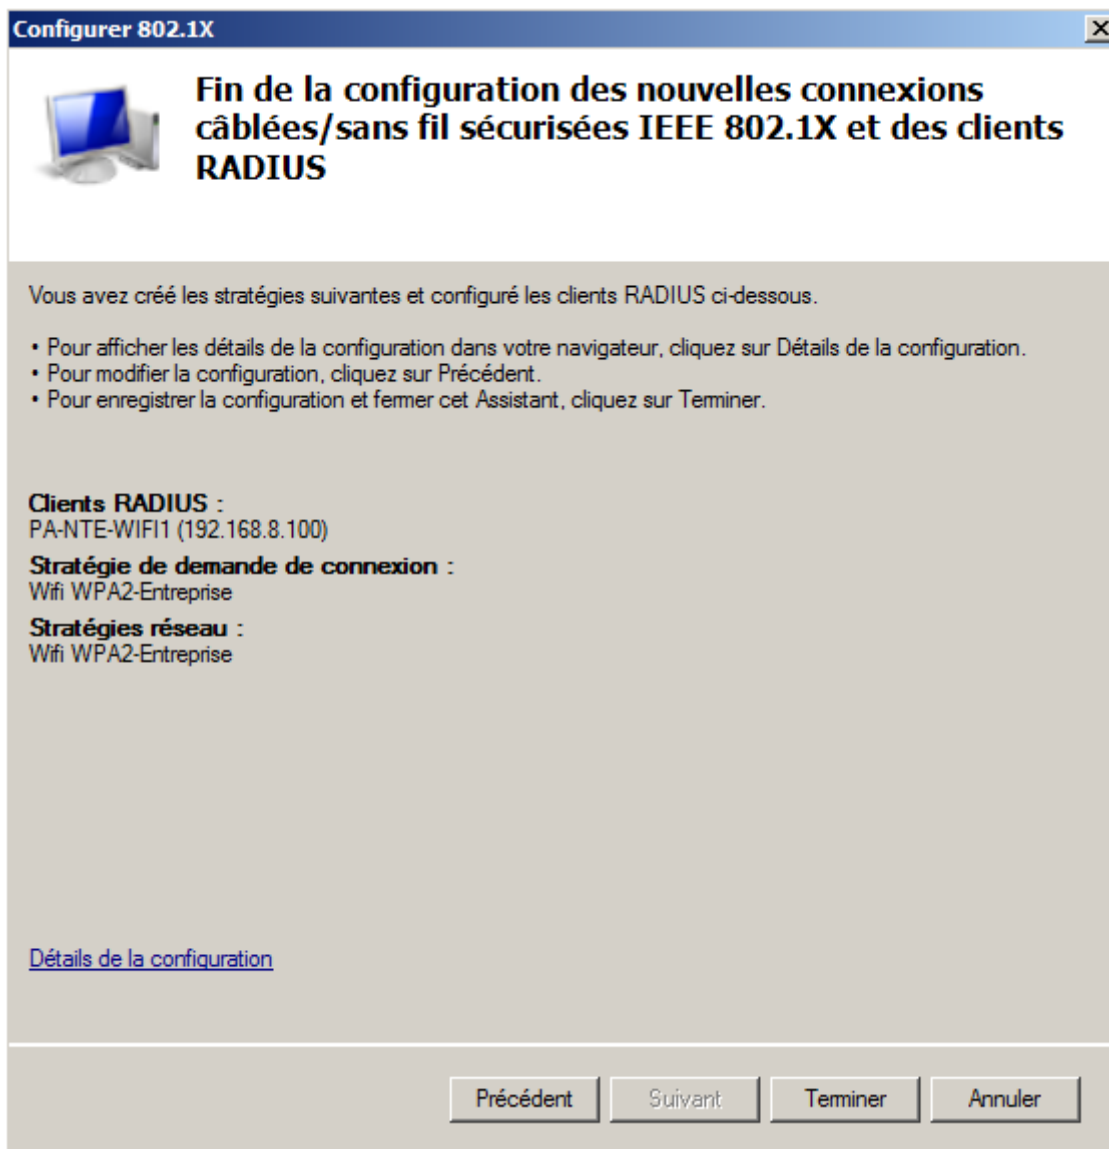 Configurer 802.1X
Fin de la configuration des nouvelles connexions
câblées/sans fil sécurisées IEEE 802.1X et des clients
RADIUS
Vous avez créé les stratégies suivantes et configuré les clients RADIUS ci-dessous.
• Pour afficher les détails de la configuration dans votre navigateur, cliquez sur Détails de la configuration.
• Pour modifier la configuration, cliquez sur Précédent.
• Pour enregistrer la configuration et fermer cet Assistant, cliquez sur Terminer.
Clients RADIUS :
PA-NTE-WIFI1 (192.168.8.100)
Stratégie de demande de connexion :
Wifi WPA2-Entreprise
Stratégies réseau :
Wifi WPA2-Entreprise
Détails de la configuration
Précédent Suivant Terminer Annuler